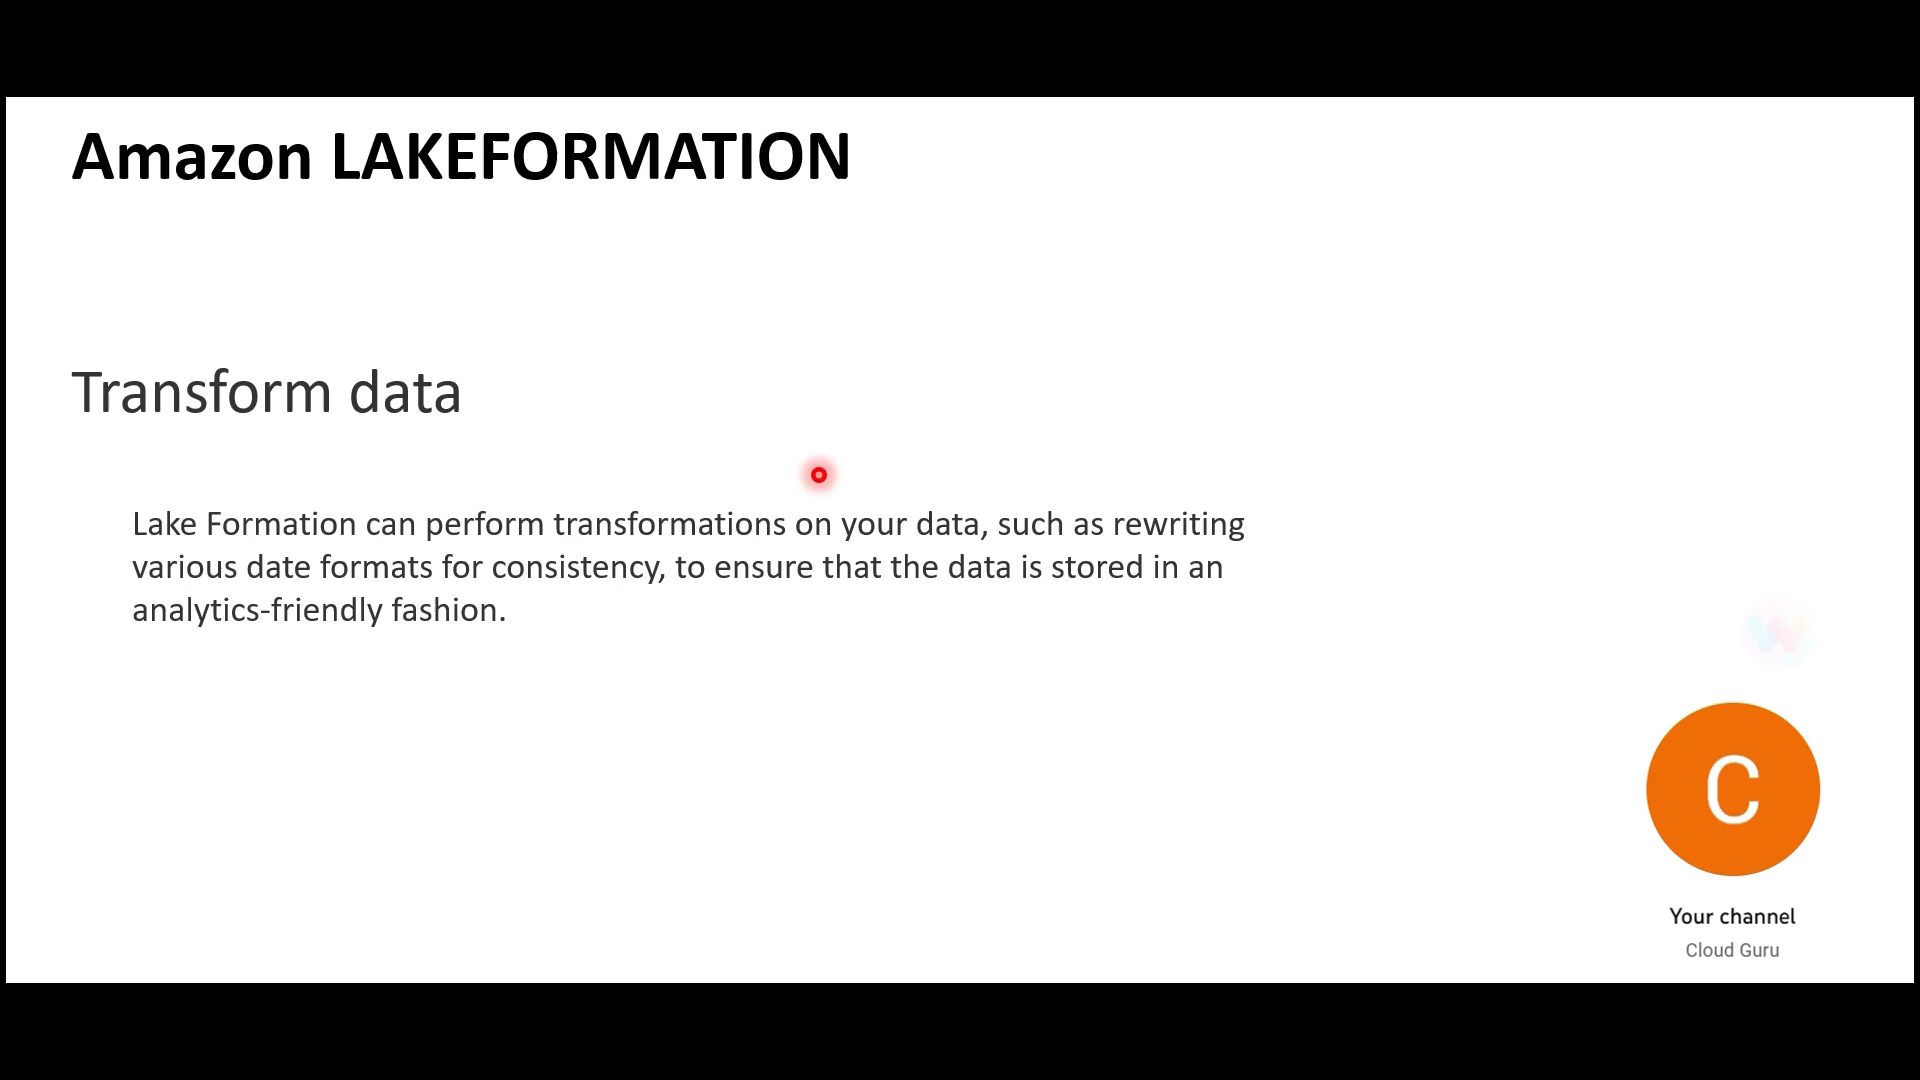 Amazon LAKEFORMATION
Transform data
Lake Formation can perform transformations on your data, such as rewriting
various date formats for consistency, to ensure that the data is stored in an
analytics-friendly fashion.
W
C
Your channel
Cloud Guru